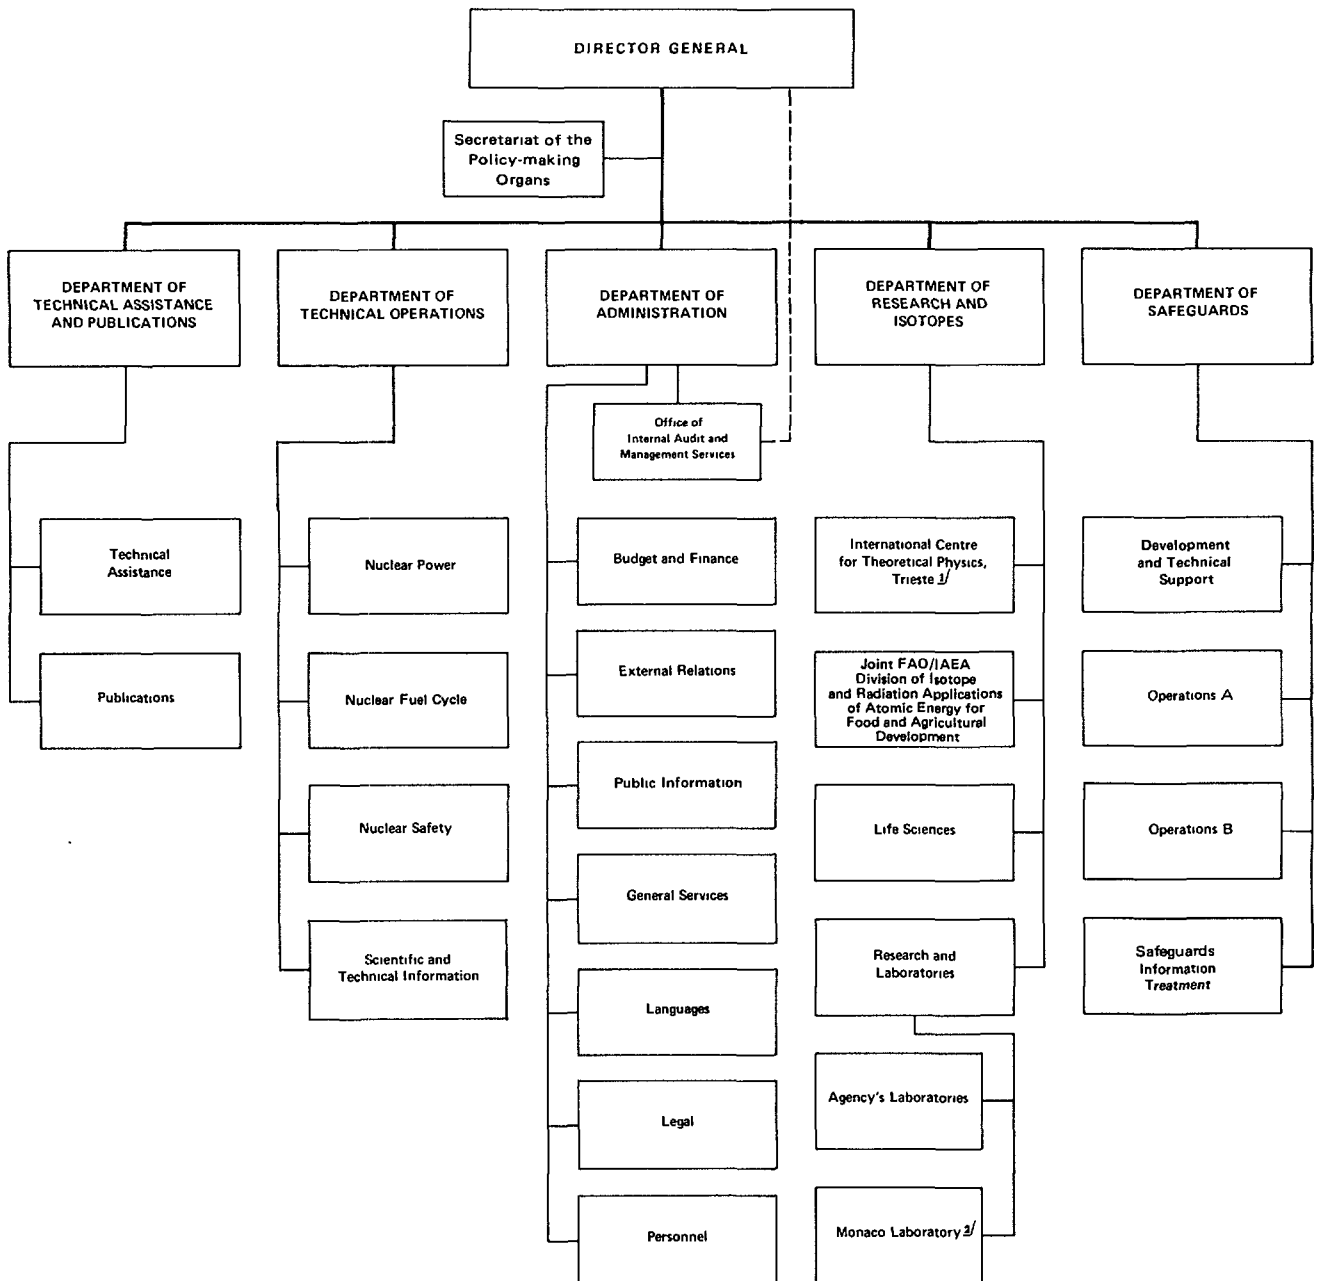 DIRECTOR GENERAL
Secretariat of the
Policy-making
Organs
DEPARTMENT OF
TECHNICAL ASSISTANCE
AND PUBLICATIONS
DEPARTMENT OF
TECHNICAL OPERATIONS
DEPARTMENT OF
ADMINISTRATION
DEPARTMENT OF
RESEARCH AND
ISOTOPES
DEPARTMENT OF
SAFEGUARDS
Office of
Internal Audit and
Management Services
Technical
Assistance
Publications
Nuclear Power
Nuclear Fuel Cycle
Nuclear Safety
Scientific and
Technical Information
Budget and Finance
External Relations
Public Information
General Services
Languages
Legal
Personnel
International Centre
for Theoretical Physics,
Trieste 1/
Joint FAO/IAEA
Division of Isotope
and Radiation Applications
of Atomic Energy for
Food and Agricultural
Development
Life Sciences
Research and
Laboratories
Agency's Laboratories
Monaco Laboratory 2/
Development
and Technical
Support
Operations A
Operations B
Safeguards
Information
Treatment